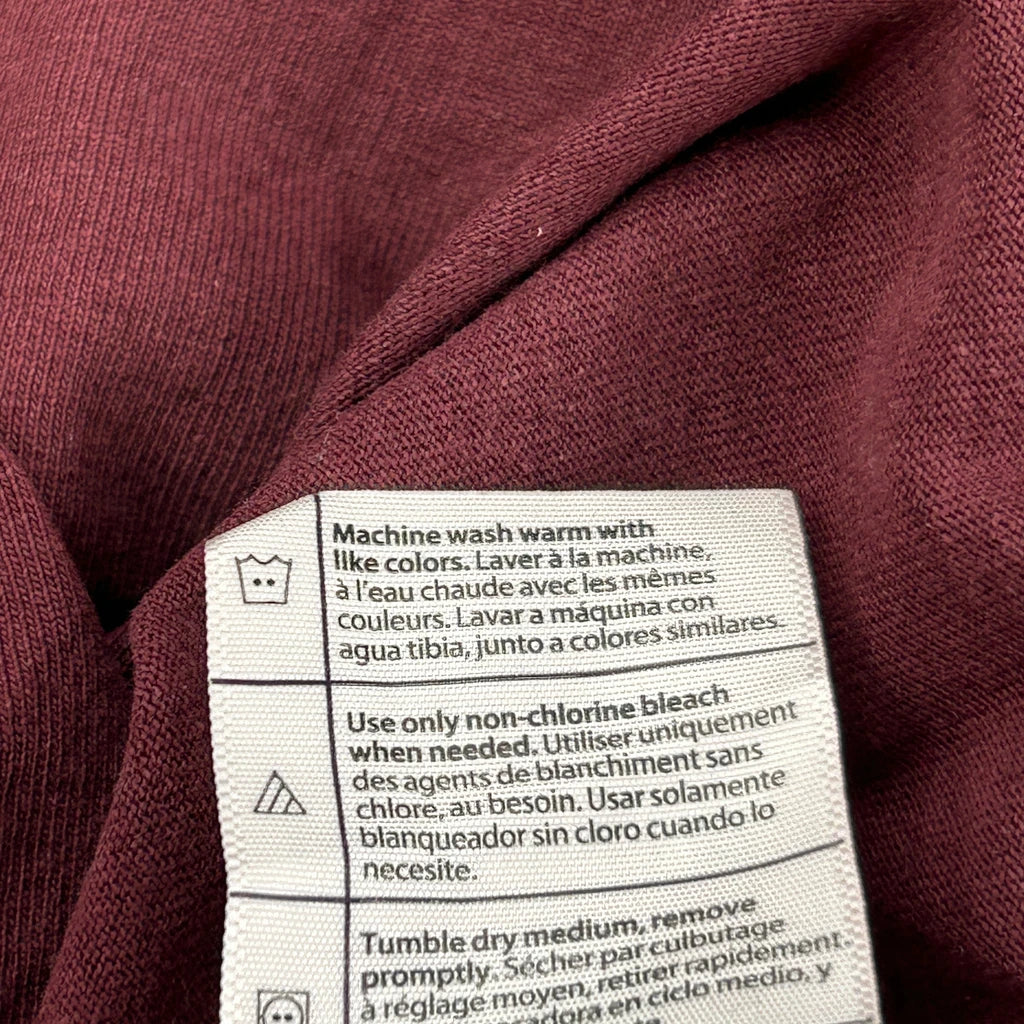 Machine wash warm with
like colors. Laver à la machine,
à l'eau chaude avec les mêmes
couleurs. Lavar a máquina con
agua tibia, junto a colores similares.
Use only non-chlorine bleach
when needed. Utiliser uniquement
des agents de blanchiment sans
chlore, au besoin. Usar solamente
blanqueador sin cloro cuando lo
necesite.
Tumble dry medium, remove
promptly. Sécher par culbutage
à réglage moyen, retirer rapidement.
en ciclo medio, y